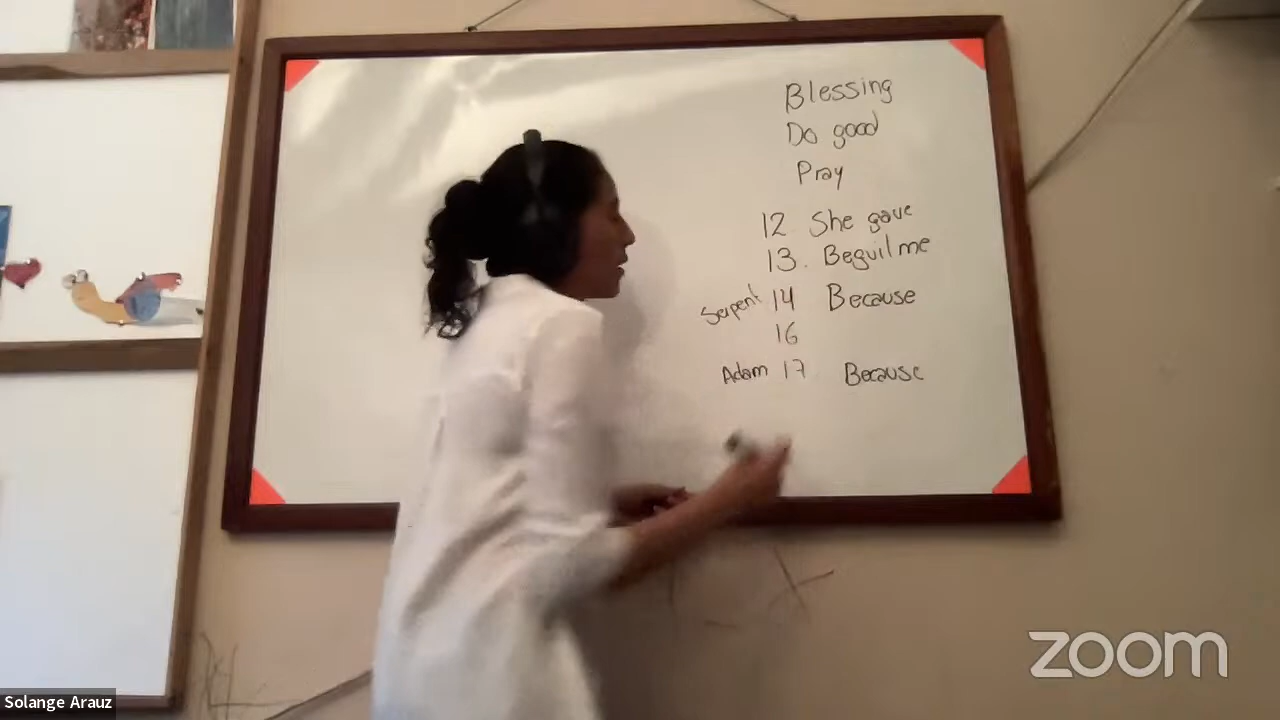 Blessing
Do good
Pray
12 She gave
13. Beguil me
Serpent 14 Because
16
Adam 17 Because
zoom
Solange Arauz